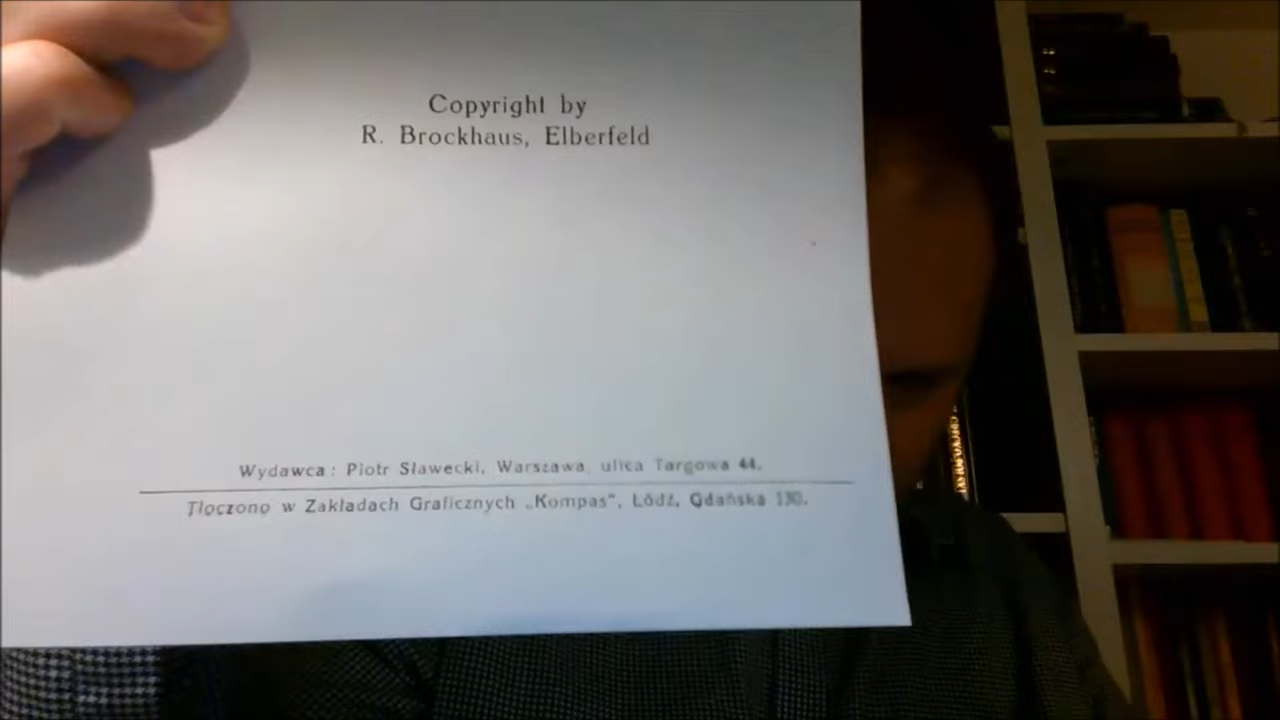 Copyright by
R. Brockhaus, Elberfeld
Wydawca: Piotr Sławecki, Warszawa, ulica Targowa 44.
Tłoczono w Zakładach Graficznych „Kompas”, Łódź, Gdańska 130.